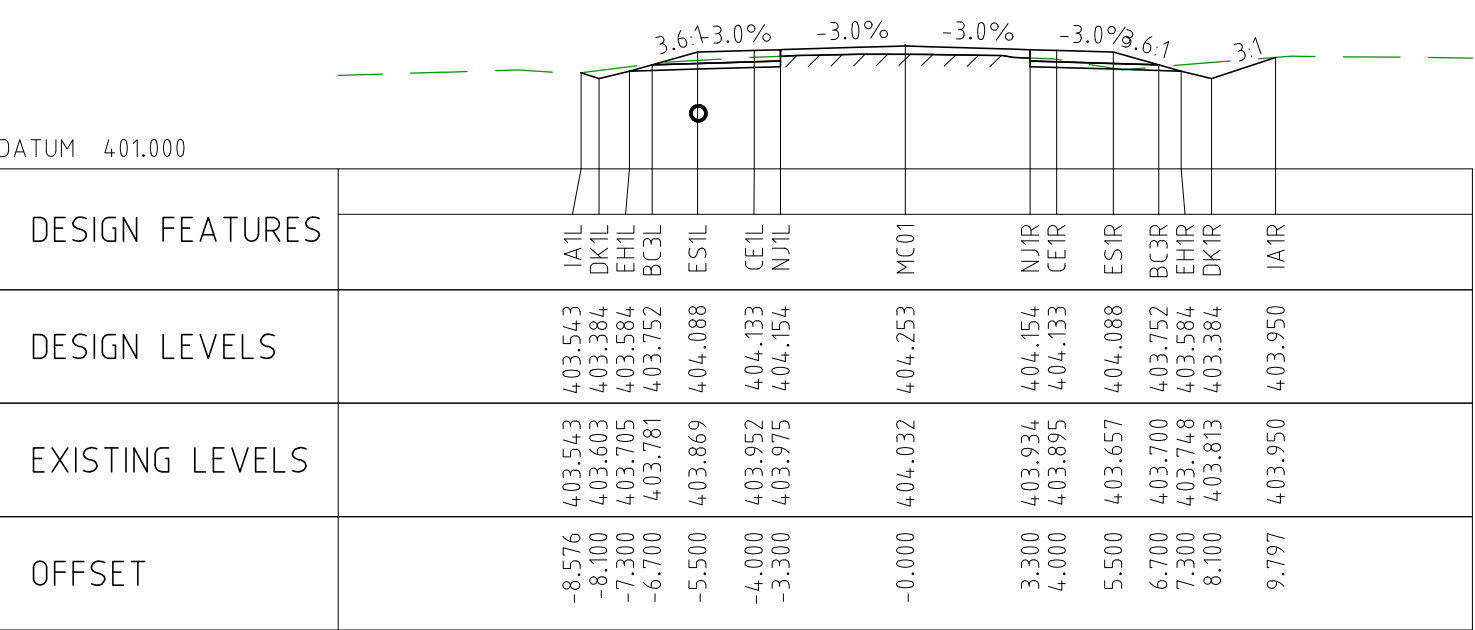 3.6:1 -3.0% -3.0% -3.0% -3.0% 3.6:1 3:1
DATUM 401.000
DESIGN FEATURES IA1L DK1L EH1L BC3L ES1L CE1L NJ1L MC01 NJ1R CE1R ES1R BC3R EH1R DK1R IA1R
DESIGN LEVELS 403.543 403.384 403.584 403.752 404.088 404.133 404.154 404.253 404.154 404.133 404.088 403.752 403.584 403.384 403.950
EXISTING LEVELS 403.543 403.603 403.705 403.781 403.869 403.952 403.975 404.032 403.934 403.895 403.657 403.700 403.748 403.813 403.950
OFFSET -8.576 -8.100 -7.300 -6.700 -5.500 -4.000 -3.300 -0.000 3.300 4.000 5.500 6.700 7.300 8.100 9.797